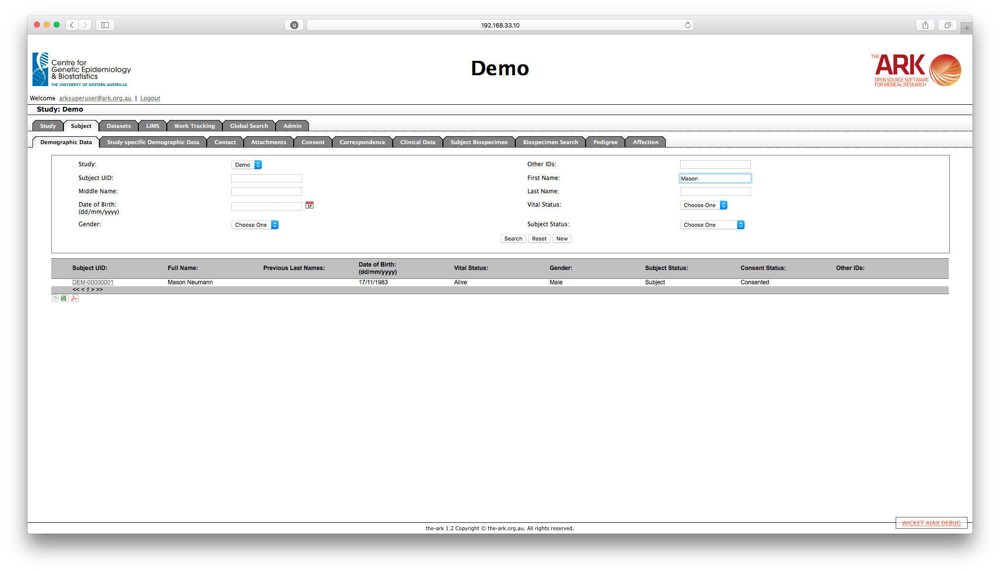 192.168.33.10
Centre for
Genetic Epidemiology
& Biostatistics
THE UNIVERSITY OF WESTERN AUSTRALIA
Demo
THE ARK
OPEN SOURCE SOFTWARE
FOR MEDICAL RESEARCH
Welcome arksuperuser@ark.org.au | Logout
Study: Demo
Study Subject Datasets LIMS Work Tracking Global Search Admin
Demographic Data Study-specific Demographic Data Contact Attachments Consent Correspondence Clinical Data Subject Biospecimen Biospecimen Search Pedigree Affection
Study: Demo Other IDs:
Subject UID: First Name: Mason
Middle Name: Last Name:
Date of Birth: 17 Vital Status: Choose One
(dd/mm/yyyy)
Gender: Choose One Subject Status: Choose One
Search Reset New
Subject UID: Full Name: Previous Last Names: Date of Birth: (dd/mm/yyyy) Vital Status: Gender: Subject Status: Consent Status: Other IDs:
DEM-00000001 Mason Neumann 17/11/1983 Alive Male Subject Consented
<< < 1 > >>
WICKET AJAX DEBUG
the-ark 1.2 Copyright © the-ark.org.au. All rights reserved.